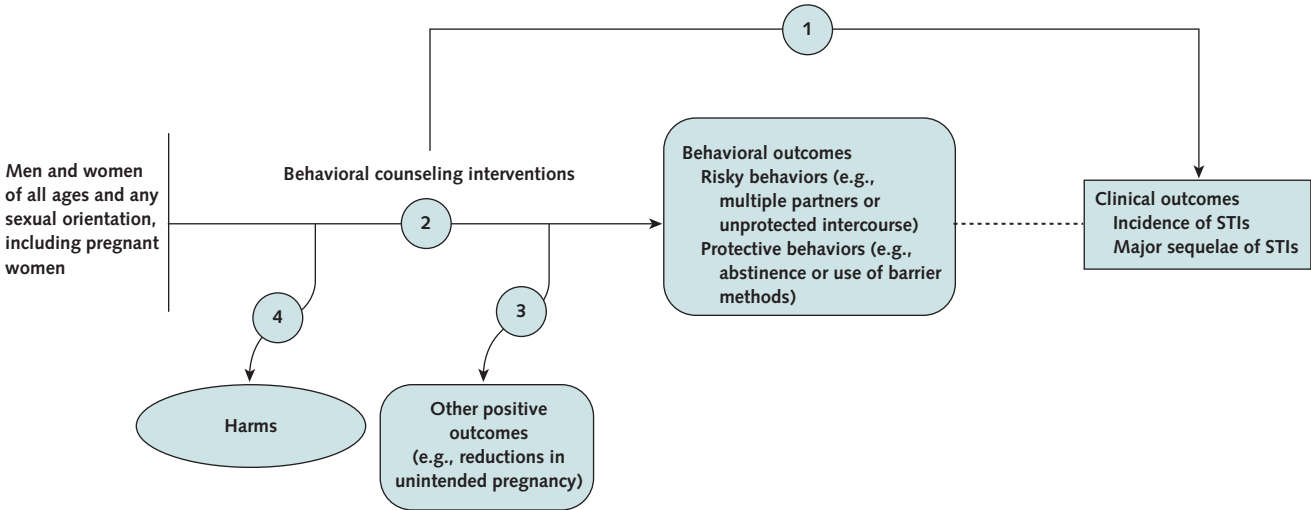 1
Men and women
of all ages and any
sexual orientation,
including pregnant
women
Behavioral counseling interventions
2
Behavioral outcomes
Risky behaviors (e.g.,
multiple partners or
unprotected intercourse)
Protective behaviors (e.g.,
abstinence or use of barrier
methods)
Clinical outcomes
Incidence of STIs
Major sequelae of STIs
4
3
Harms
Other positive
outcomes
(e.g., reductions in
unintended pregnancy)